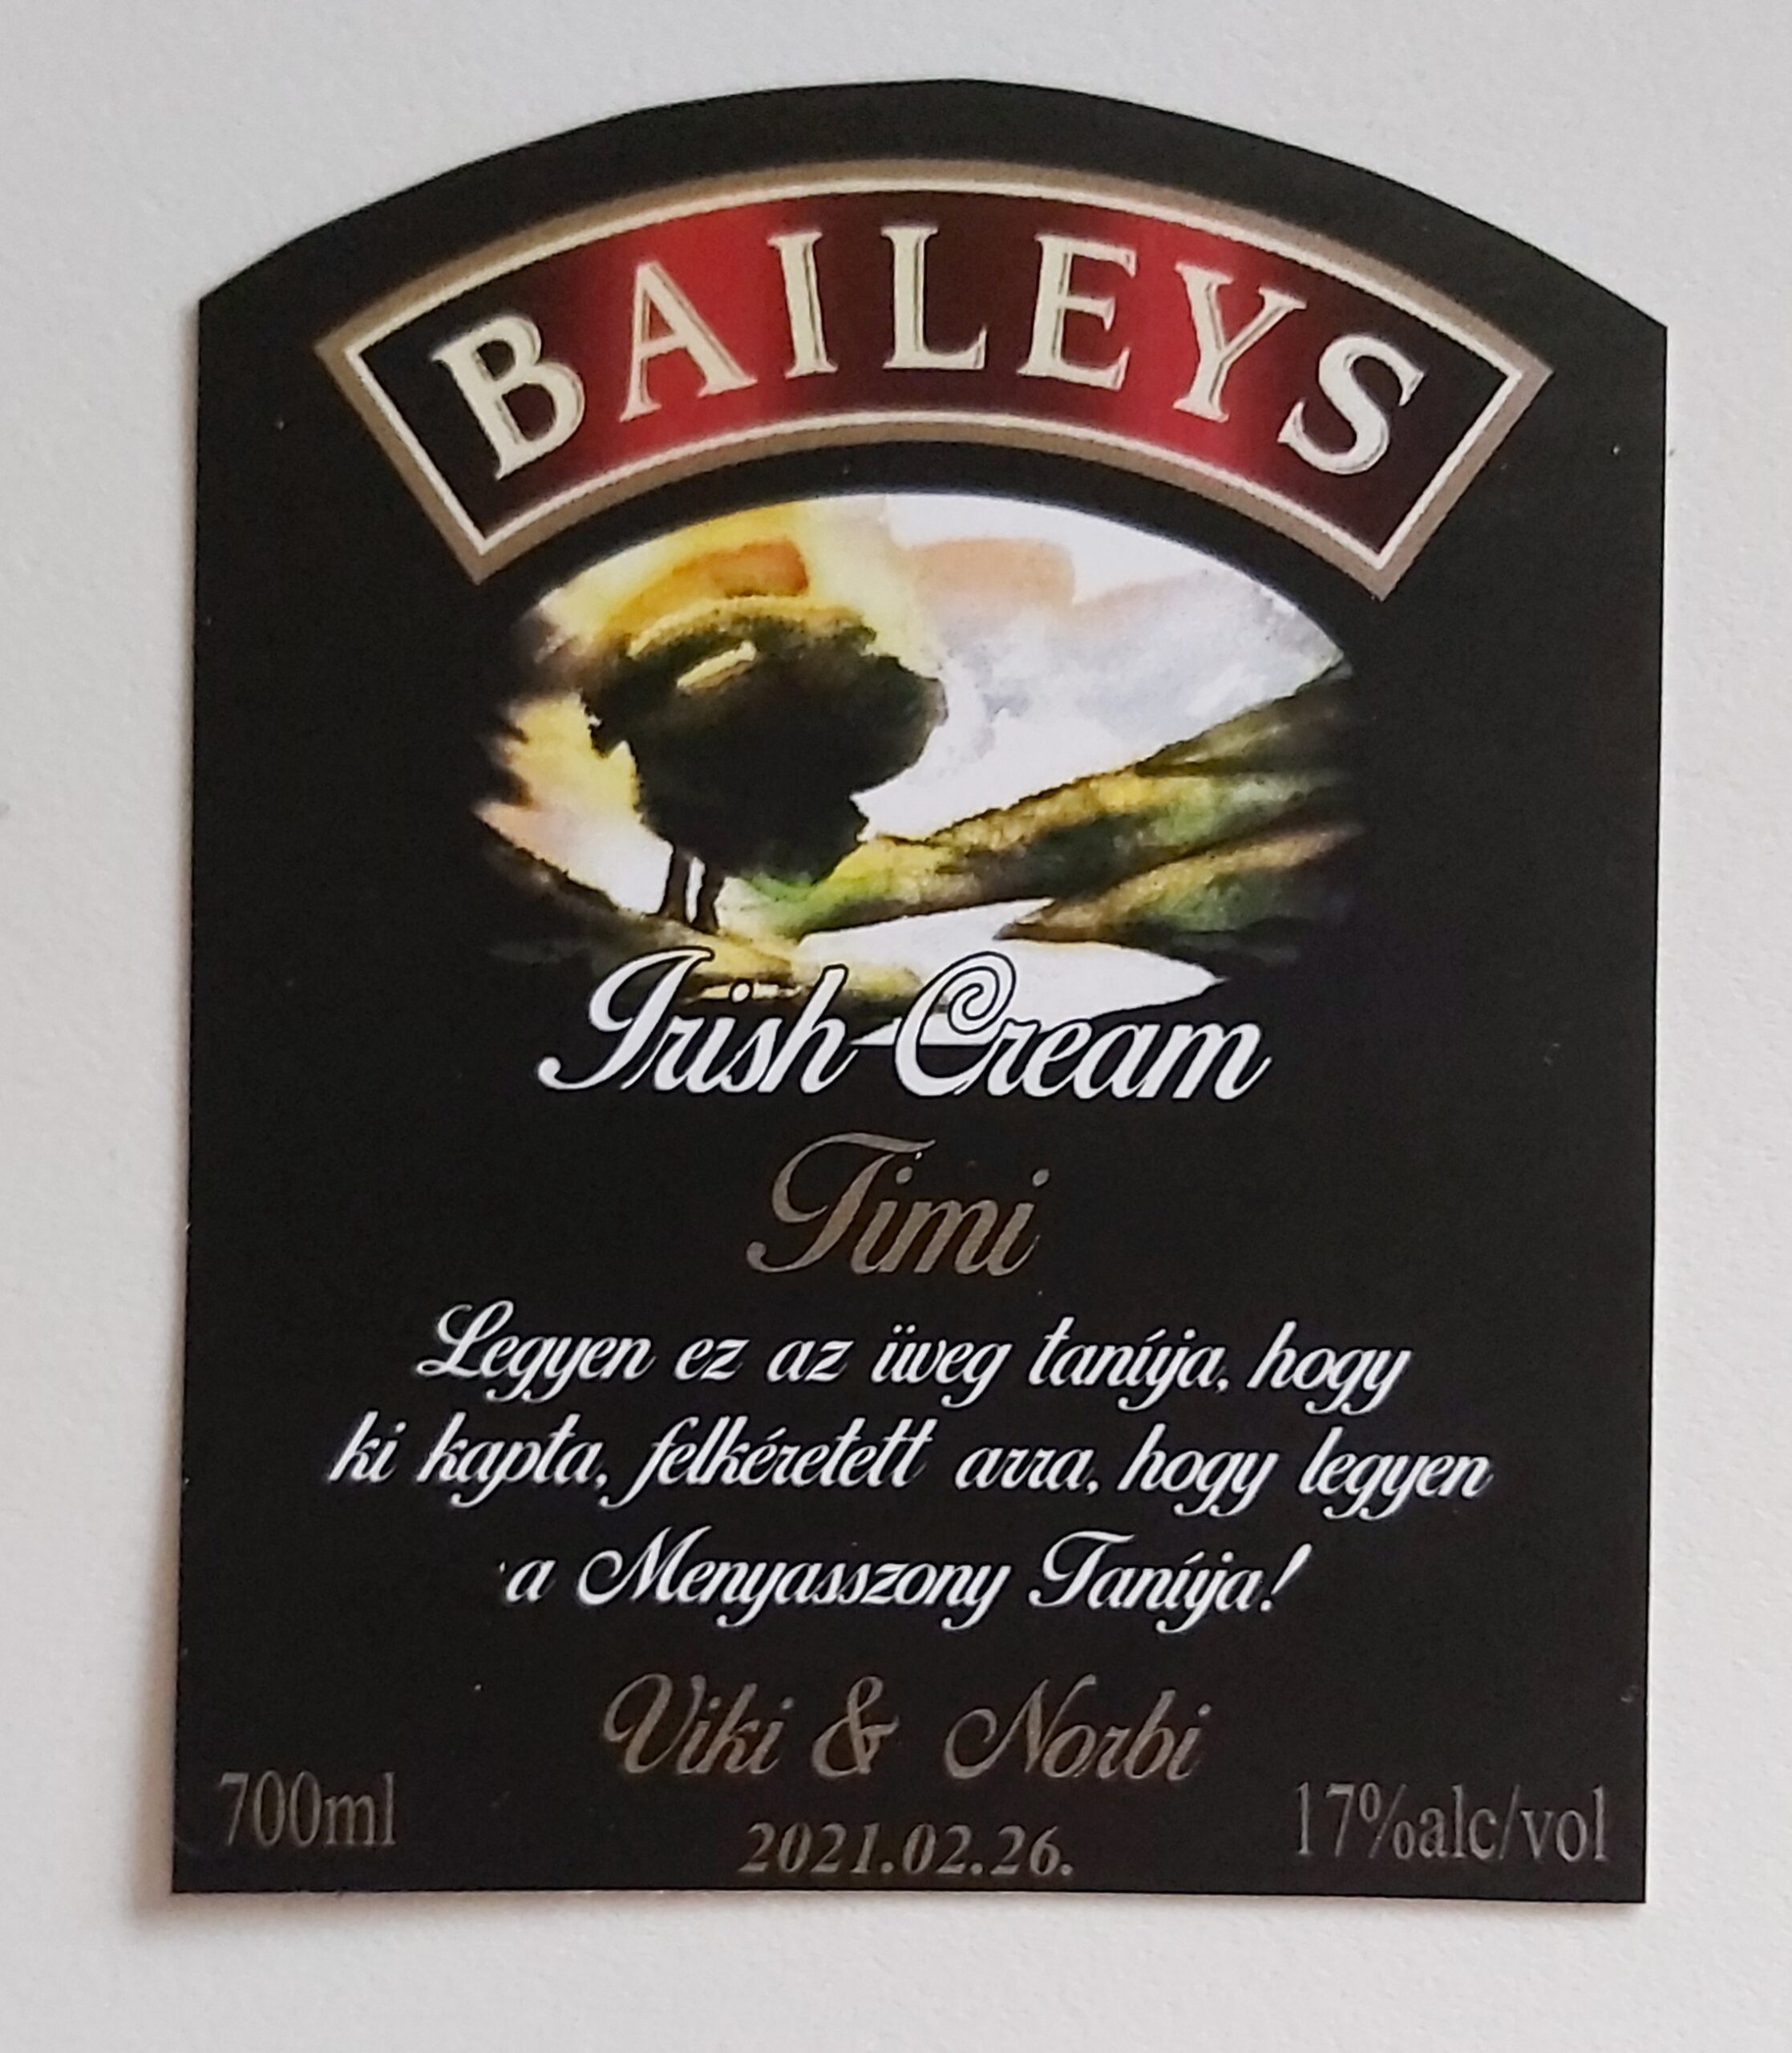 BAILEYS
Irish Cream
Timi
Legyen ez az üveg tanúja, hogy
ki kapta, felkéretett arra, hogy legyen
a Menyasszony Tanúja!
Viki & Norbi
700ml
2021.02.26.
17%alc/vol